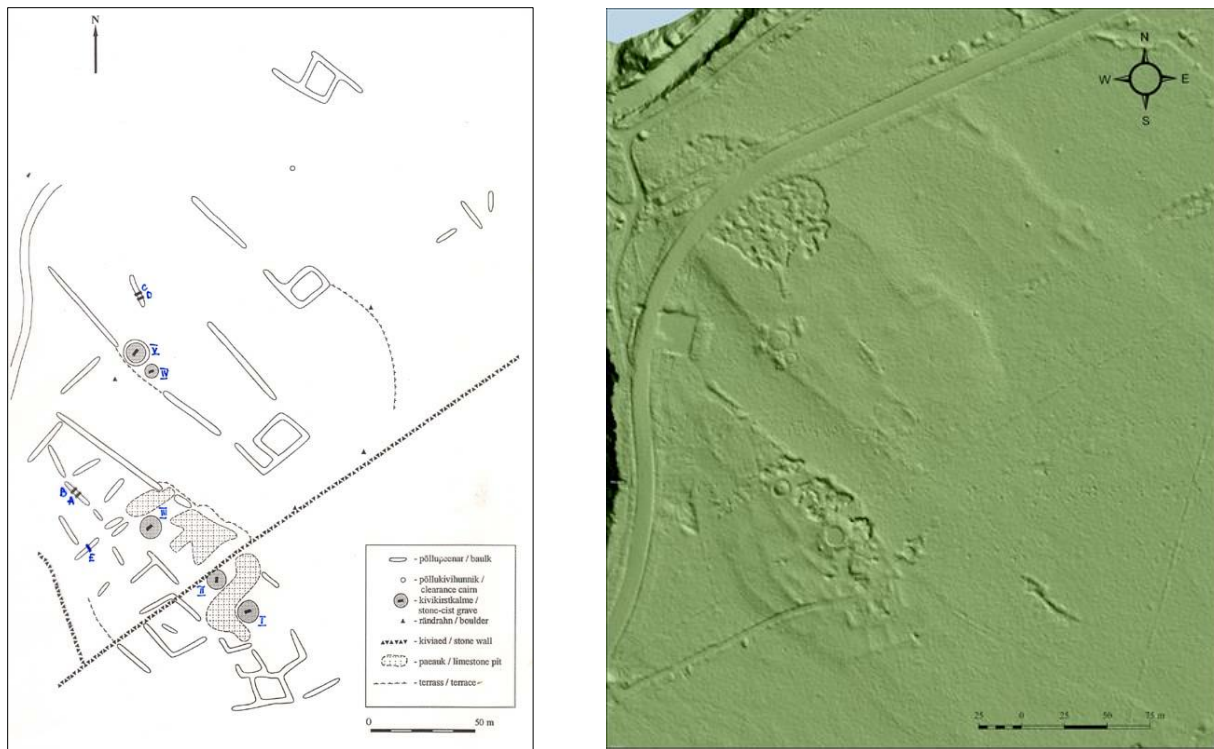 N
C
D
V
IV
B
A
III
E
II
I
- põllupeenar / baulk
- põllukivihunnik /
clearance cairn
- kivikirstkalme /
stone-cist grave
- rändrahn / boulder
- kiviaed / stone wall
- paeauk / limestone pit
- terrass / terrace
0 50 m
N
W E
S
25 0 25 50 75 m